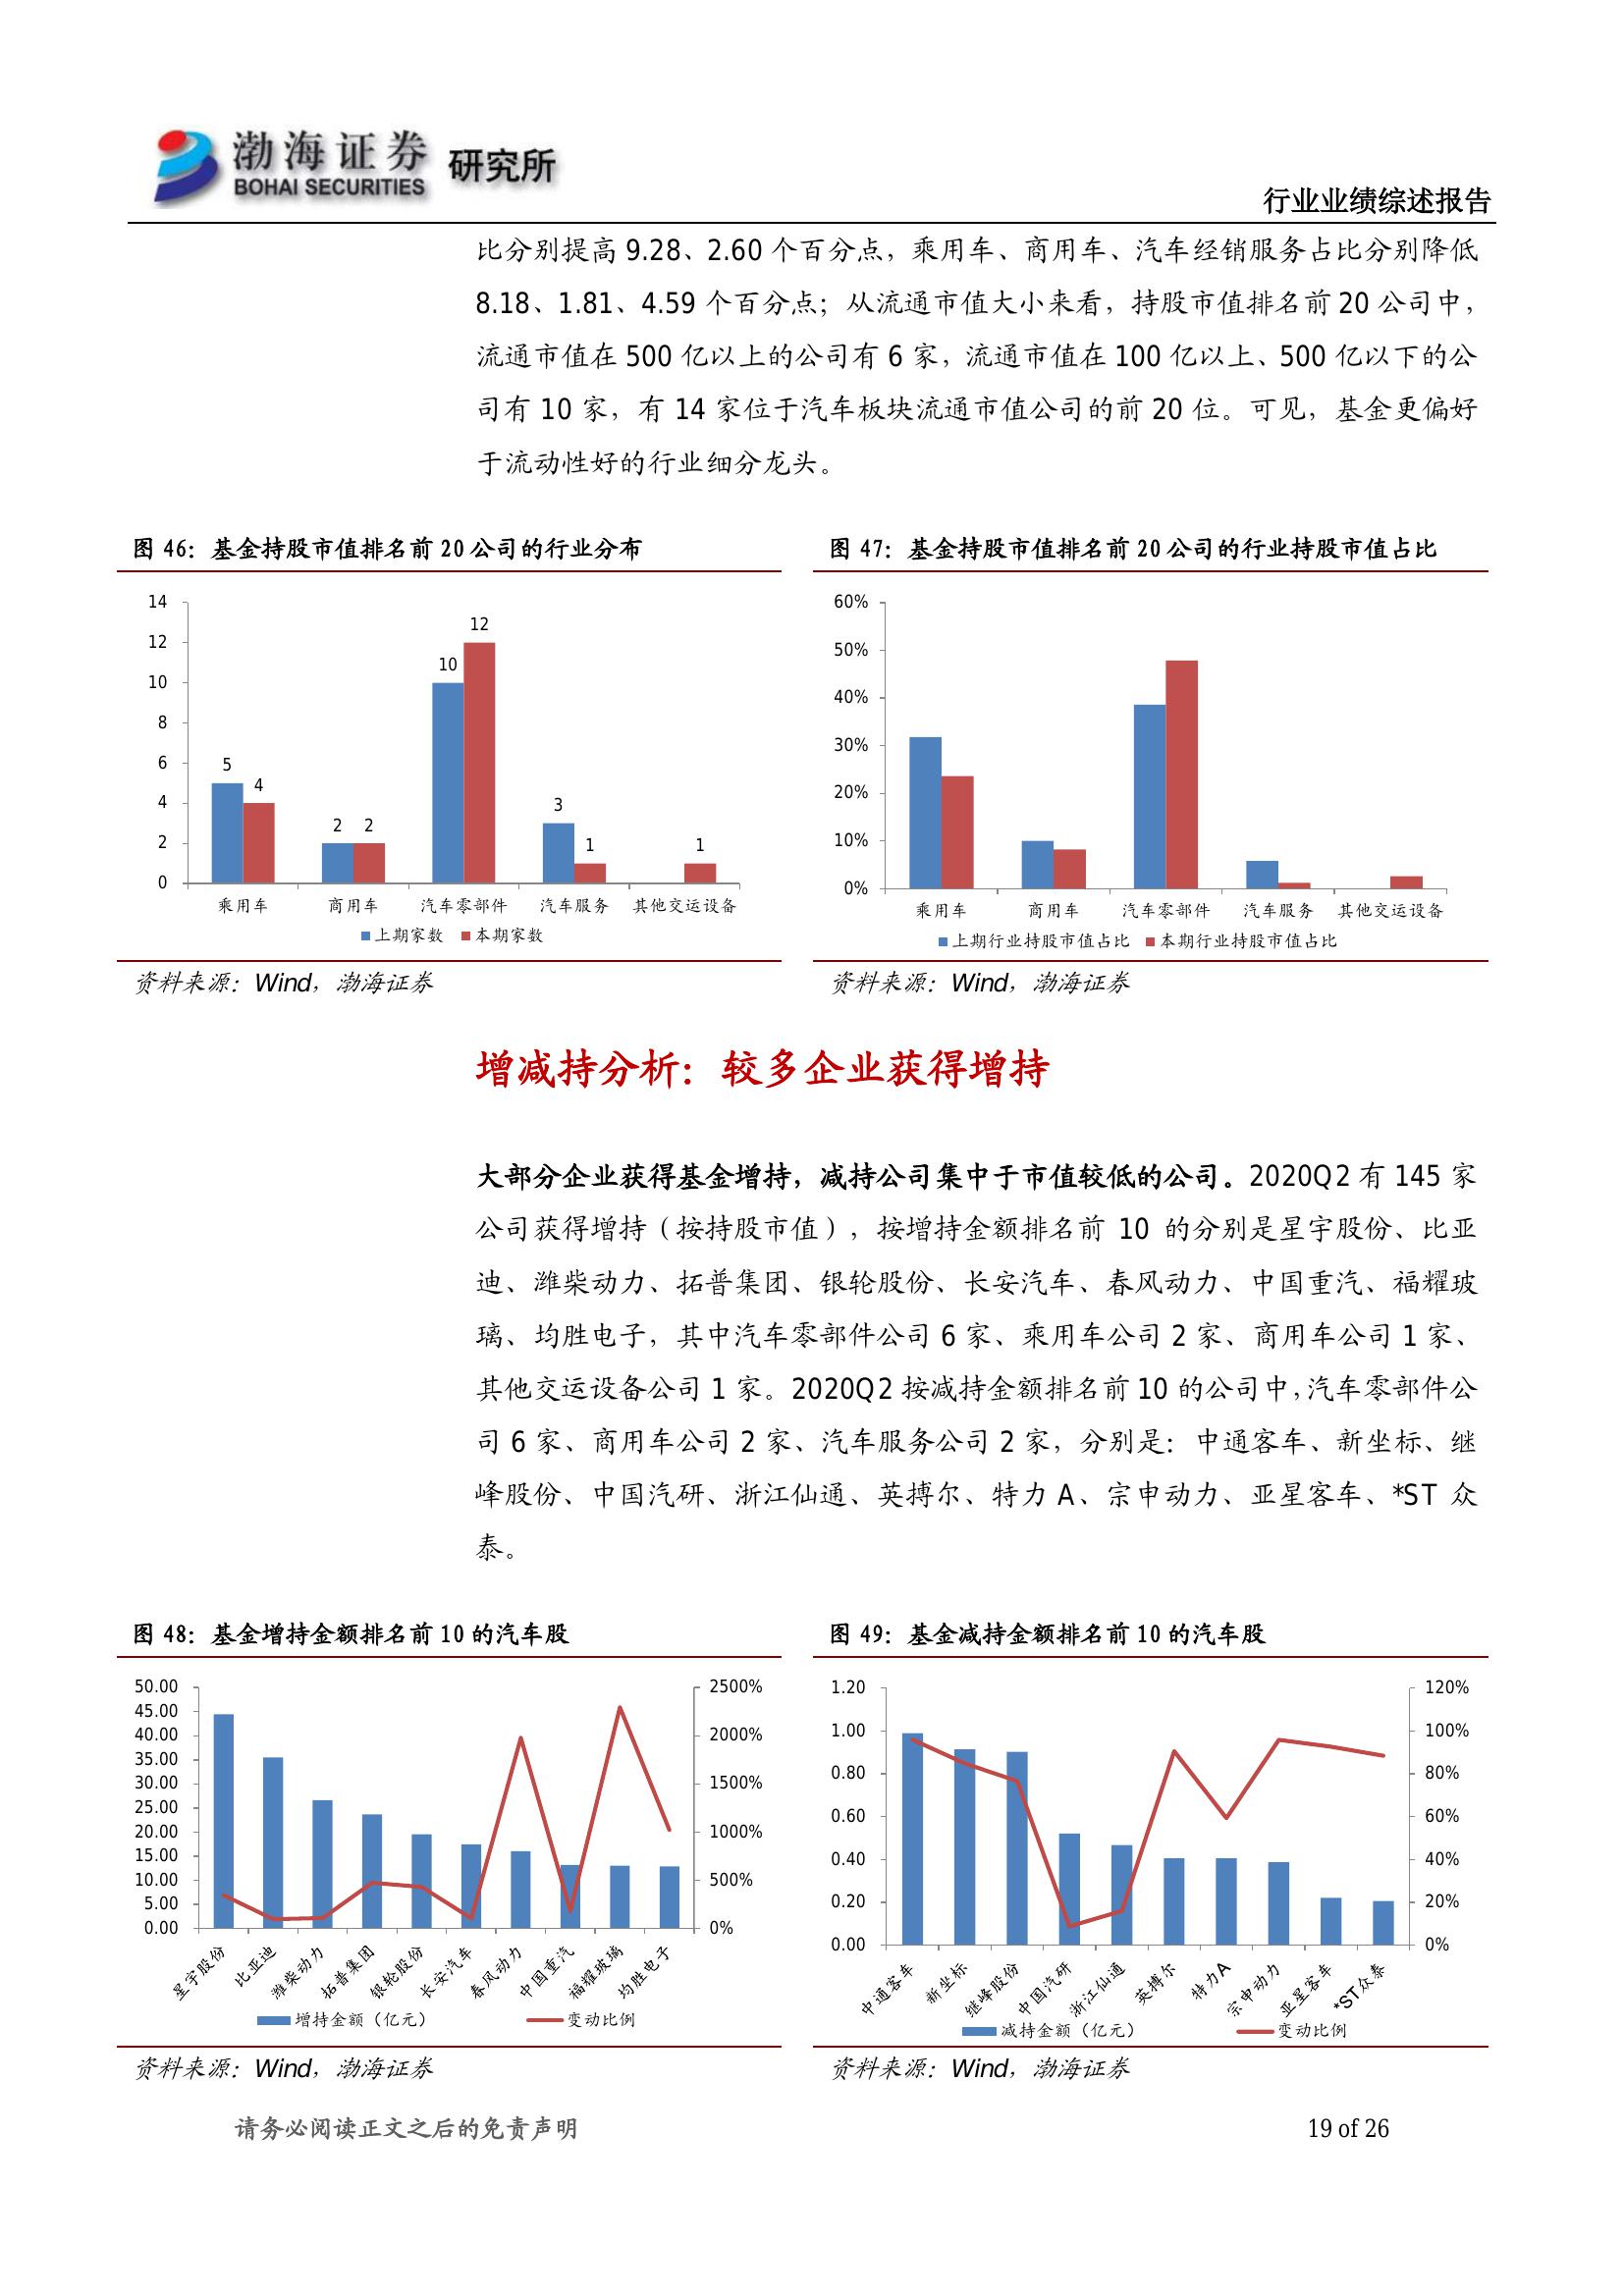 渤海证券 研究所
BOHAI SECURITIES
行业业绩综述报告
比分别提高 9.28、2.60 个百分点，乘用车、商用车、汽车经销服务占比分别降低
8.18、1.81、4.59 个百分点；从流通市值大小来看，持股市值排名前 20 公司中，
流通市值在 500 亿以上的公司有 6 家，流通市值在 100 亿以上、500 亿以下的公
司有 10 家，有 14 家位于汽车板块流通市值公司的前 20 位。可见，基金更偏好
于流动性好的行业细分龙头。
图 46：基金持股市值排名前 20 公司的行业分布
14
12
10
8
6
4
2
0
5
4
2
2
10
12
3
1
1
乘用车 商用车 汽车零部件 汽车服务 其他交运设备
上期家数 本期家数
资料来源：Wind，渤海证券
图 47：基金持股市值排名前 20 公司的行业持股市值占比
60%
50%
40%
30%
20%
10%
0%
乘用车 商用车 汽车零部件 汽车服务 其他交运设备
上期行业持股市值占比 本期行业持股市值占比
资料来源：Wind，渤海证券
增减持分析：较多企业获得增持
大部分企业获得基金增持，减持公司集中于市值较低的公司。2020Q2 有 145 家
公司获得增持（按持股市值），按增持金额排名前 10 的分别是星宇股份、比亚
迪、潍柴动力、拓普集团、银轮股份、长安汽车、春风动力、中国重汽、福耀玻
璃、均胜电子，其中汽车零部件公司 6 家、乘用车公司 2 家、商用车公司 1 家、
其他交运设备公司 1 家。2020Q2 按减持金额排名前 10 的公司中，汽车零部件公
司 6 家、商用车公司 2 家、汽车服务公司 2 家，分别是：中通客车、新坐标、继
峰股份、中国汽研、浙江仙通、英搏尔、特力 A、宗申动力、亚星客车、*ST 众
泰。
图 48：基金增持金额排名前 10 的汽车股
50.00
45.00
40.00
35.00
30.00
25.00
20.00
15.00
10.00
5.00
0.00
2500%
2000%
1500%
1000%
500%
0%
星宇股份 比亚迪 潍柴动力 拓普集团 银轮股份 长安汽车 春风动力 中国重汽 福耀玻璃 均胜电子
增持金额（亿元） 变动比例
资料来源：Wind，渤海证券
图 49：基金减持金额排名前 10 的汽车股
1.20
1.00
0.80
0.60
0.40
0.20
0.00
120%
100%
80%
60%
40%
20%
0%
中通客车 新坐标 继峰股份 中国汽研 浙江仙通 英搏尔 特力A 宗申动力 亚星客车 *ST众泰
减持金额（亿元） 变动比例
资料来源：Wind，渤海证券
请务必阅读正文之后的免责声明
19 of 26